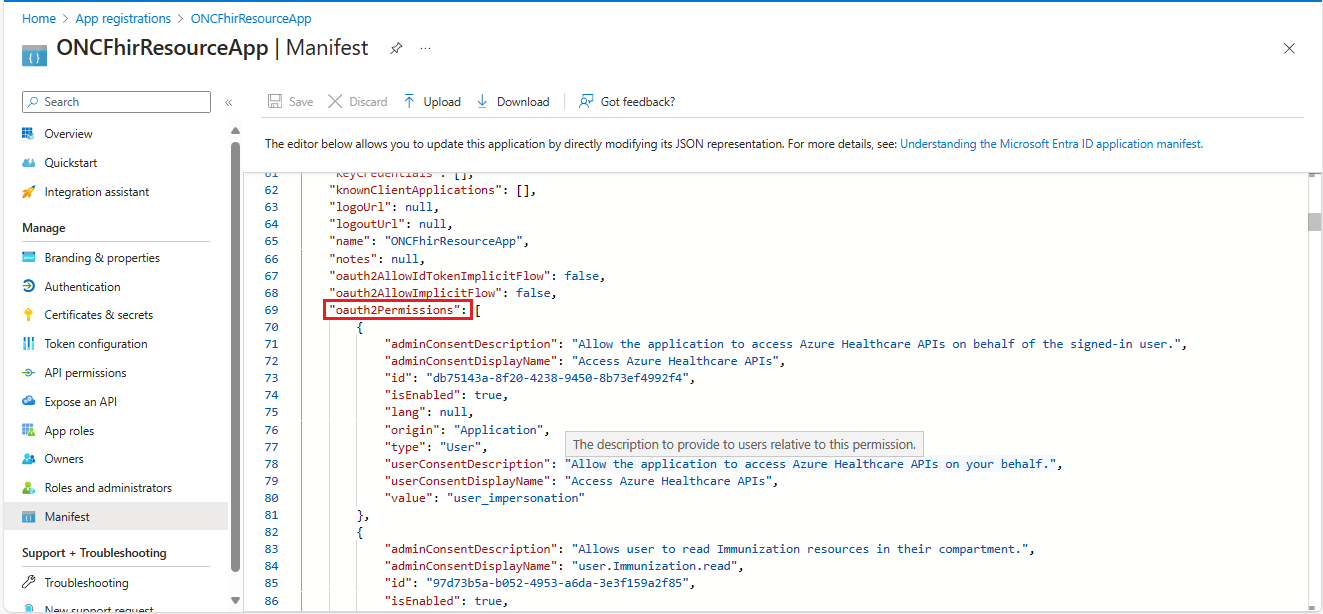 Home > App registrations > ONCFhirResourceApp
ONCFhirResourceApp | Manifest
Search
Overview
Quickstart
Integration assistant
Manage
Branding & properties
Authentication
Certificates & secrets
Token configuration
API permissions
Expose an API
App roles
Owners
Roles and administrators
Manifest
Support + Troubleshooting
Troubleshooting
New support request
Save Discard Upload Download Got feedback?
The editor below allows you to update this application by directly modifying its JSON representation. For more details, see: Understanding the Microsoft Entra ID application manifest.
61 "keyCredentials": [],
62 "knownClientApplications": [],
63 "logoUrl": null,
64 "logoutUrl": null,
65 "name": "ONCFhirResourceApp",
66 "notes": null,
67 "oauth2AllowIdTokenImplicitFlow": false,
68 "oauth2AllowImplicitFlow": false,
69 "oauth2Permissions": [
70 {
71 "adminConsentDescription": "Allow the application to access Azure Healthcare APIs on behalf of the signed-in user.",
72 "adminConsentDisplayName": "Access Azure Healthcare APIs",
73 "id": "db75143a-8f20-4238-9450-8b73ef4992f4",
74 "isEnabled": true,
75 "lang": null,
76 "origin": "Application",
77 "type": "User",
The description to provide to users relative to this permission.
78 "userConsentDescription": "Allow the application to access Azure Healthcare APIs on your behalf.",
79 "userConsentDisplayName": "Access Azure Healthcare APIs",
80 "value": "user_impersonation"
81 },
82 {
83 "adminConsentDescription": "Allows user to read Immunization resources in their compartment.",
84 "adminConsentDisplayName": "user.Immunization.read",
85 "id": "97d73b5a-b052-4953-a6da-3e3f159a2f85",
86 "isEnabled": true,